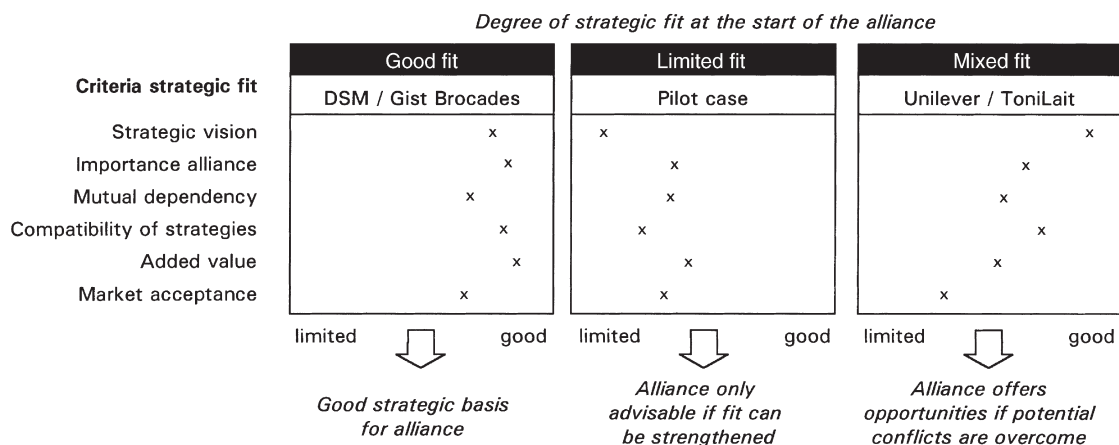 Degree of strategic fit at the start of the alliance
Good fit
Limited fit
Mixed fit
Criteria strategic fit
DSM / Gist Brocades
Pilot case
Unilever / ToniLait
Strategic vision
x
x
x
Importance alliance
x
x
x
Mutual dependency
x
x
x
Compatibility of strategies
x
x
x
Added value
x
x
x
Market acceptance
x
x
x
limited
good
limited
good
limited
good
Good strategic basis
for alliance
Alliance only
advisable if fit can
be strengthened
Alliance offers
opportunities if potential
conflicts are overcome